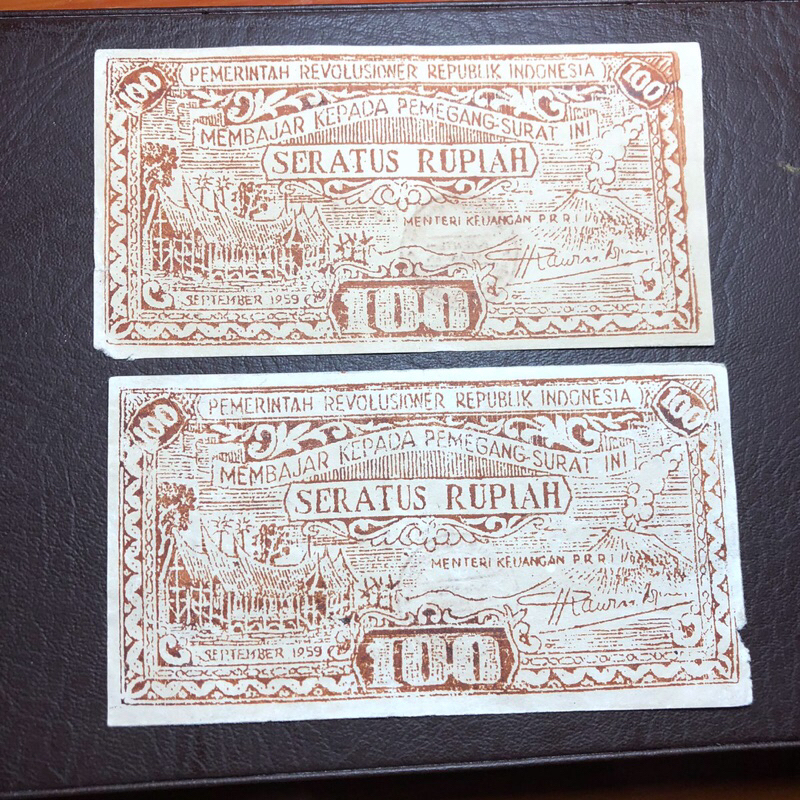 100 PEMERINTAH REVOLUSIONER REPUBLIK INDONESIA 100
MEMBAJAR KEPADA PEMEGANG-SURAT INI
SERATUS RUPIAH
MENTERI KEUANGAN P R R I
SEPTEMBER 1959
100
100 PEMERINTAH REVOLUSIONER REPUBLIK INDONESIA 100
MEMBAJAR KEPADA PEMEGANG-SURAT INI
SERATUS RUPIAH
MENTERI KEUANGAN P R R I
SEPTEMBER 1959
100